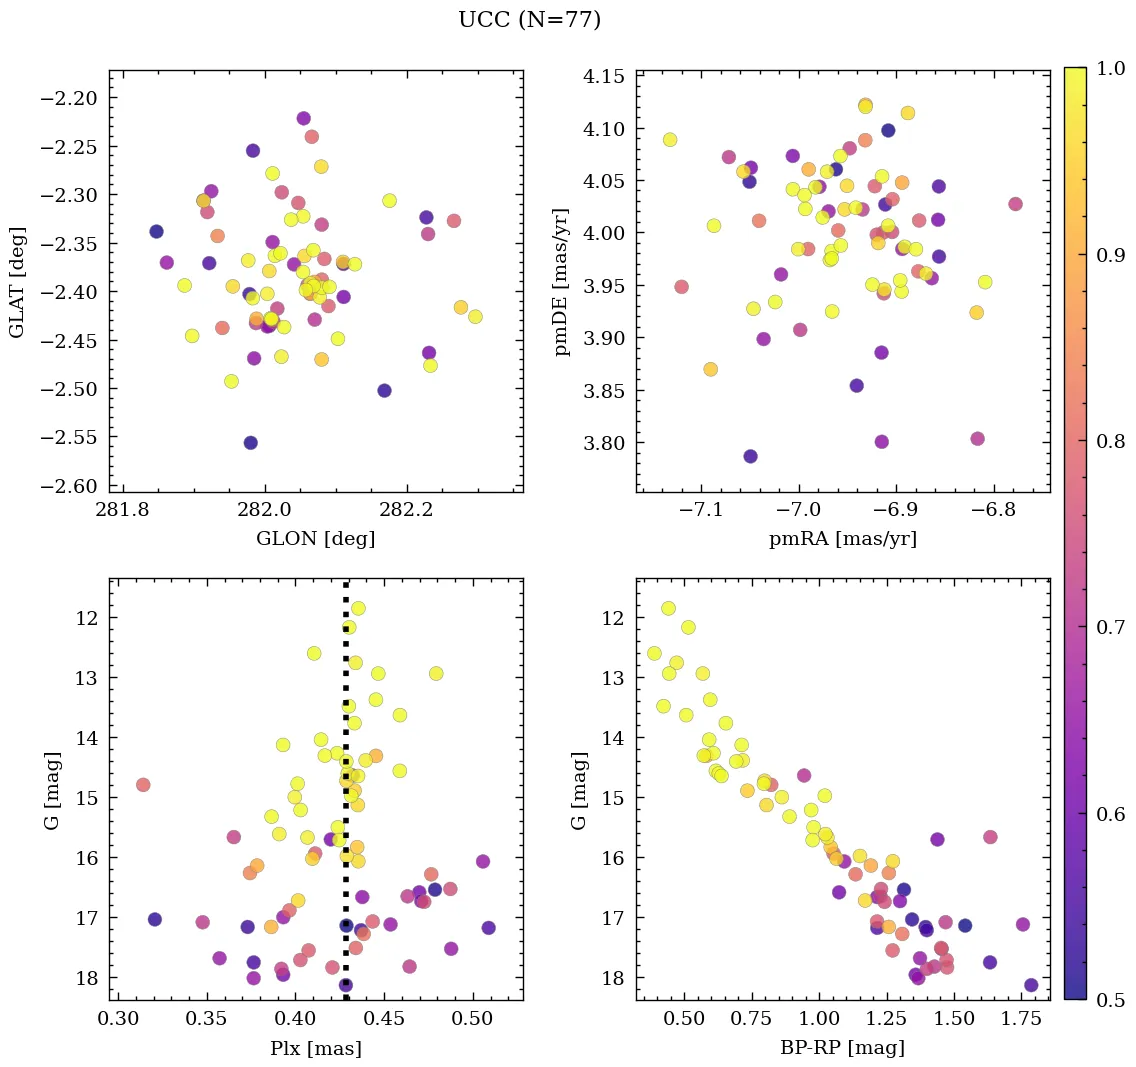 UCC (N=77)
−2.20
−2.25
−2.30
−2.35
−2.40
−2.45
−2.50
−2.55
−2.60
GLAT [deg]
281.8 282.0 282.2
GLON [deg]
4.15
4.10
4.05
4.00
3.95
3.90
3.85
3.80
pmDE [mas/yr]
−7.1 −7.0 −6.9 −6.8
pmRA [mas/yr]
12
13
14
15
16
17
18
G [mag]
0.30 0.35 0.40 0.45 0.50
Plx [mas]
12
13
14
15
16
17
18
G [mag]
0.50 0.75 1.00 1.25 1.50 1.75
BP-RP [mag]
1.0
0.9
0.8
0.7
0.6
0.5